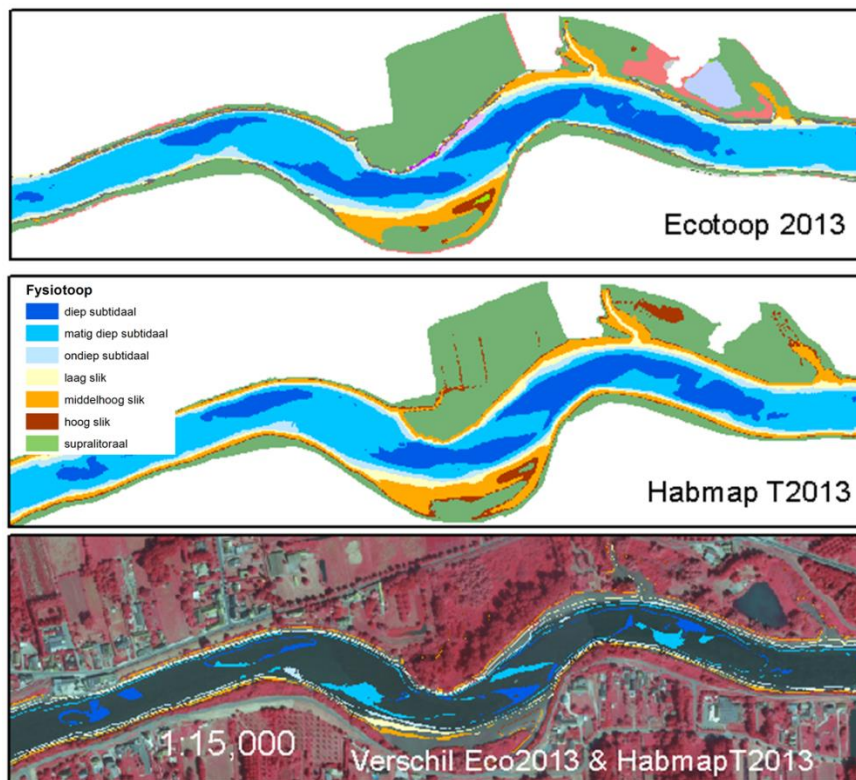 Ecotoop 2013
Fysiotoop
diep subtidaal
matig diep subtidaal
ondiep subtidaal
laag slik
middelhoog slik
hoog slik
supralitoraal
Habmap T2013
1:15,000
Verschil Eco2013 & HabmapT2013